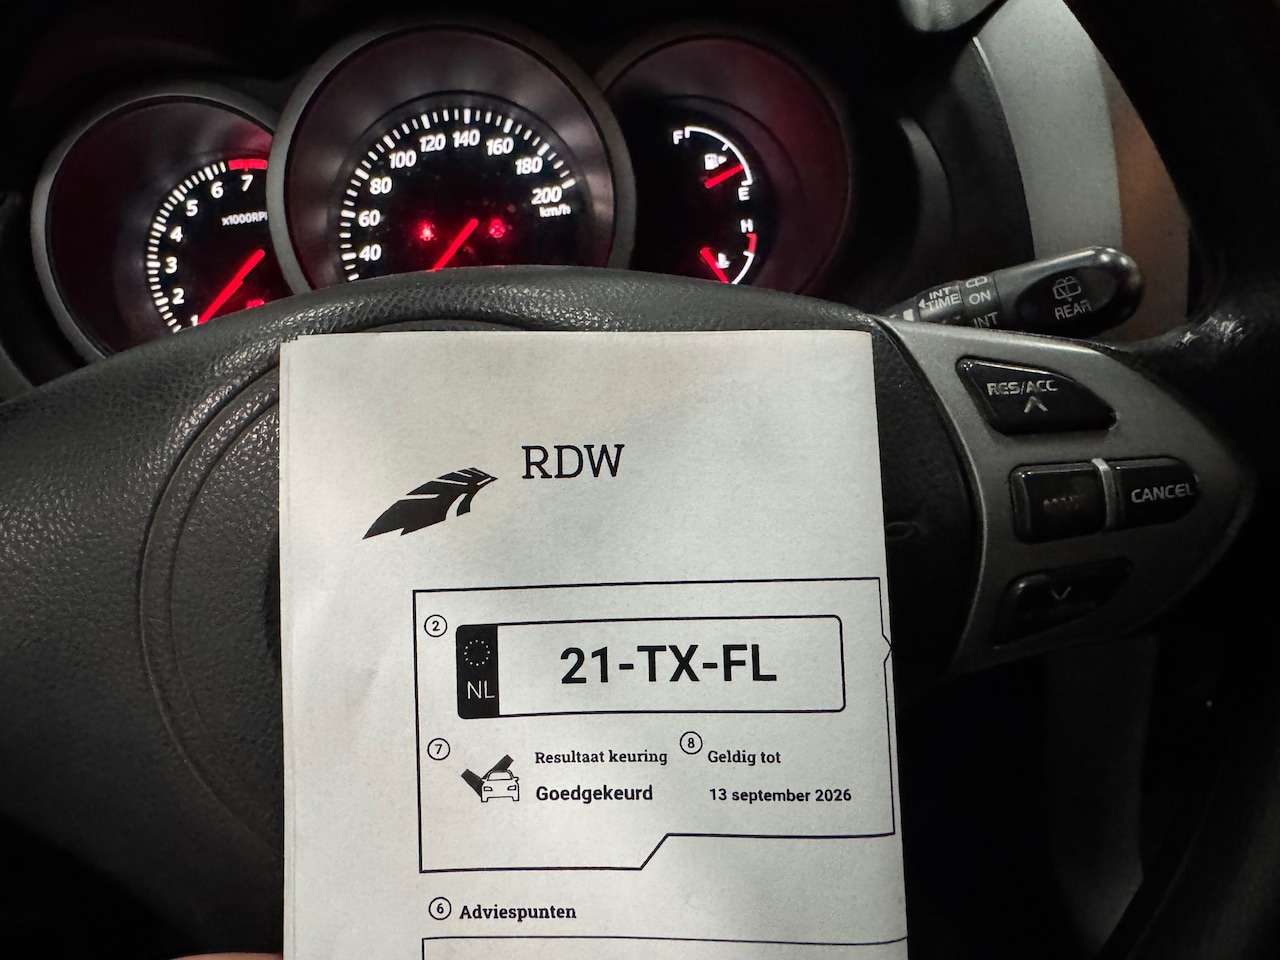 7
6
5
4
3
2
1
x1000RP
200
180
160
140
120
100
80
60
40
km/h
F
E
H
INT
TIME
ON
INT
REAR
RES/ACC
CANCEL
RDW
2
NL
21-TX-FL
7
Resultaat keuring
8
Geldig tot
Goedgekeurd
13 september 2026
6
Adviespunten